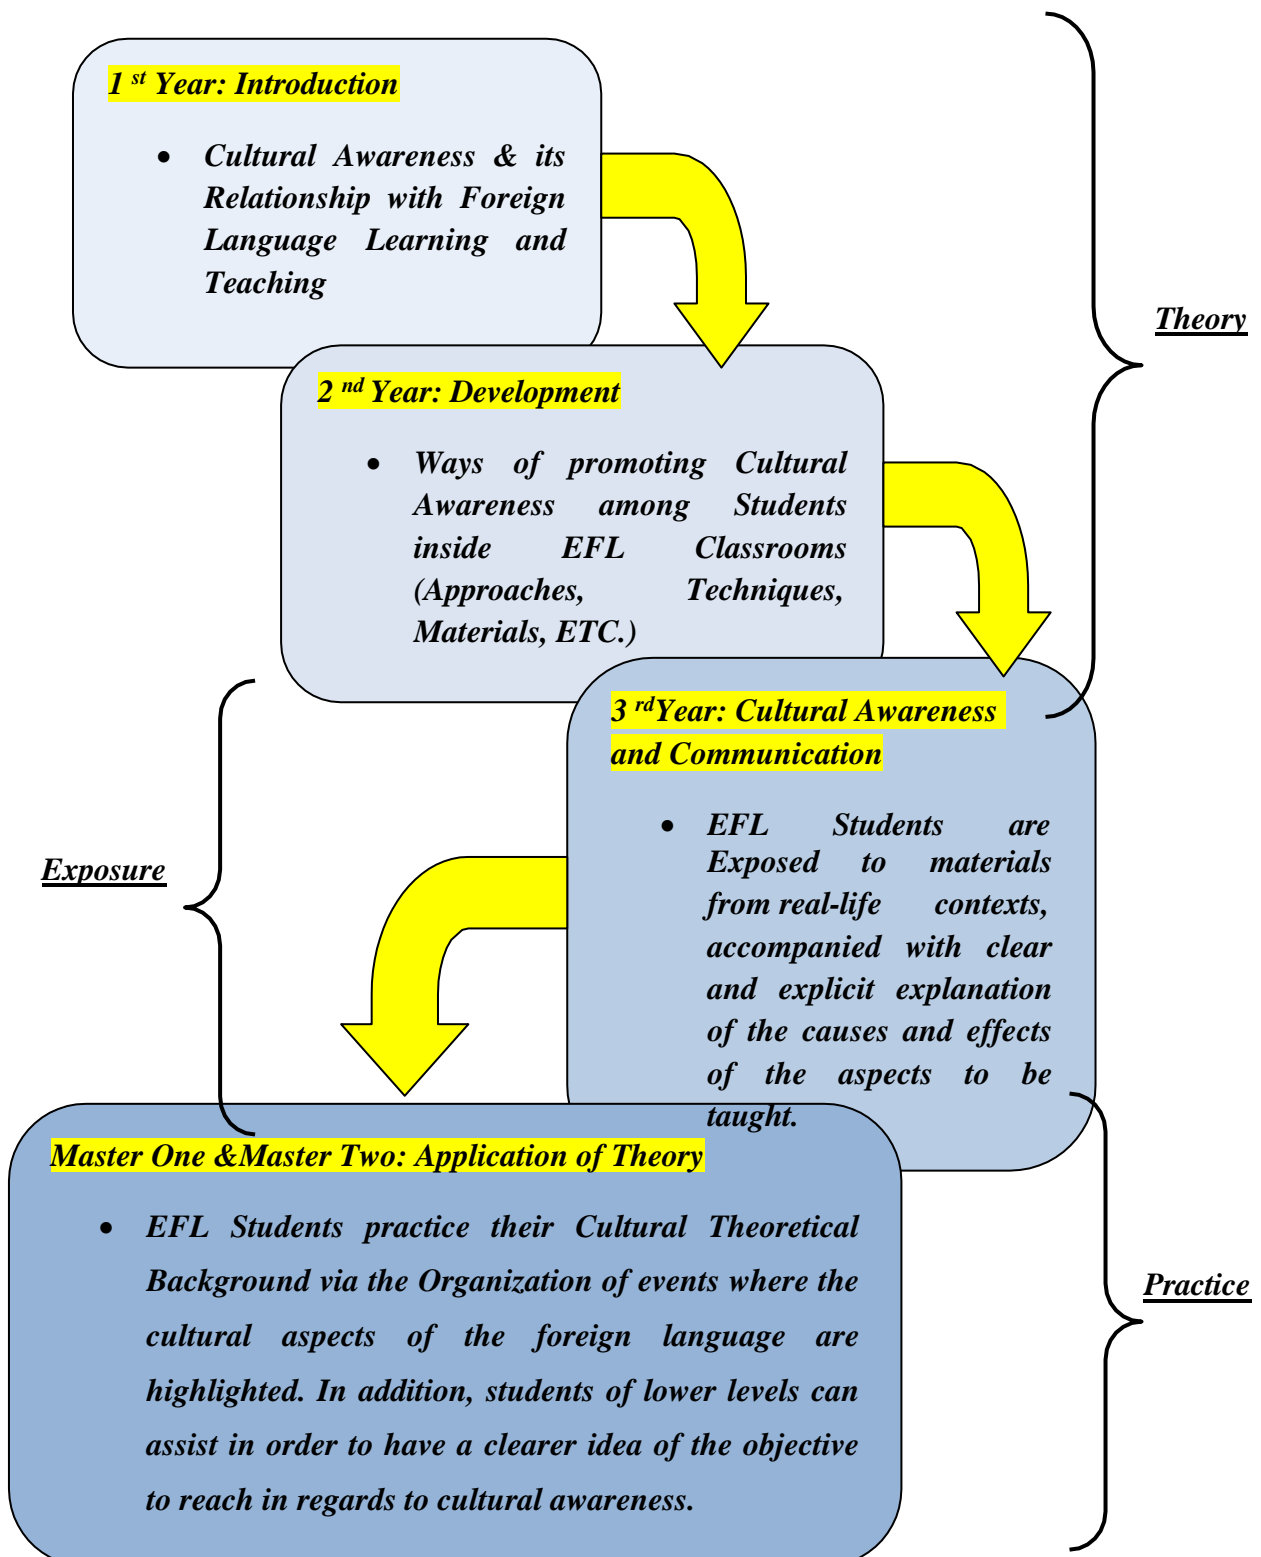 1 st Year: Introduction
• Cultural Awareness & its
Relationship with Foreign
Language Learning and
Teaching
Theory
2 nd Year: Development
• Ways of promoting Cultural
Awareness among Students
inside EFL Classrooms
(Approaches, Techniques,
Materials, ETC.)
3 rdYear: Cultural Awareness
and Communication
• EFL Students are
Exposed to materials
from real-life contexts,
accompanied with clear
and explicit explanation
of the causes and effects
of the aspects to be
taught.
Exposure
Master One &Master Two: Application of Theory
• EFL Students practice their Cultural Theoretical
Background via the Organization of events where the
cultural aspects of the foreign language are
highlighted. In addition, students of lower levels can
assist in order to have a clearer idea of the objective
to reach in regards to cultural awareness.
Practice